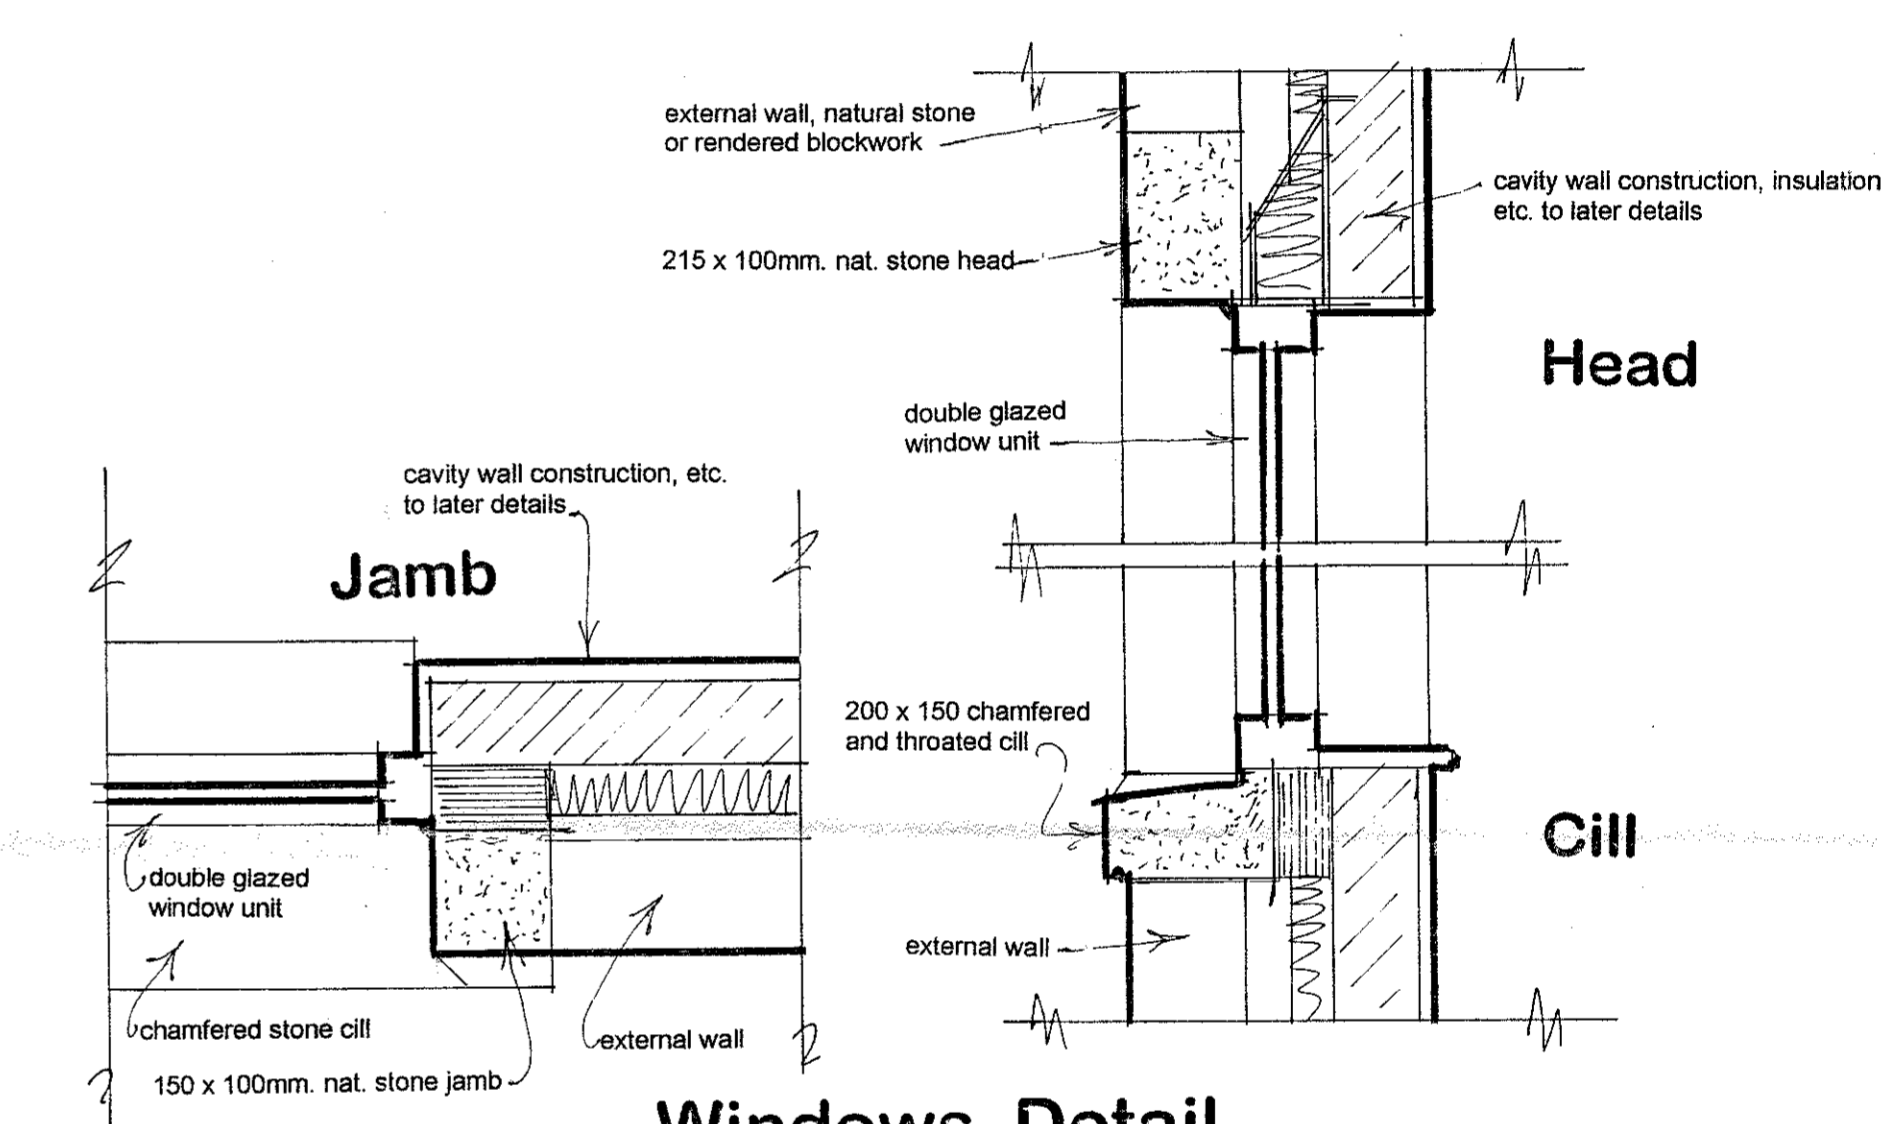 external wall, natural stone
or rendered blockwork
cavity wall construction, insulation
etc. to later details
215 x 100mm. nat. stone head
Head
double glazed
window unit
cavity wall construction, etc.
to later details
Jamb
200 x 150 chamfered
and throated cill
Cill
double glazed
window unit
external wall
chamfered stone cill
external wall
150 x 100mm. nat. stone jamb
Windows Detail